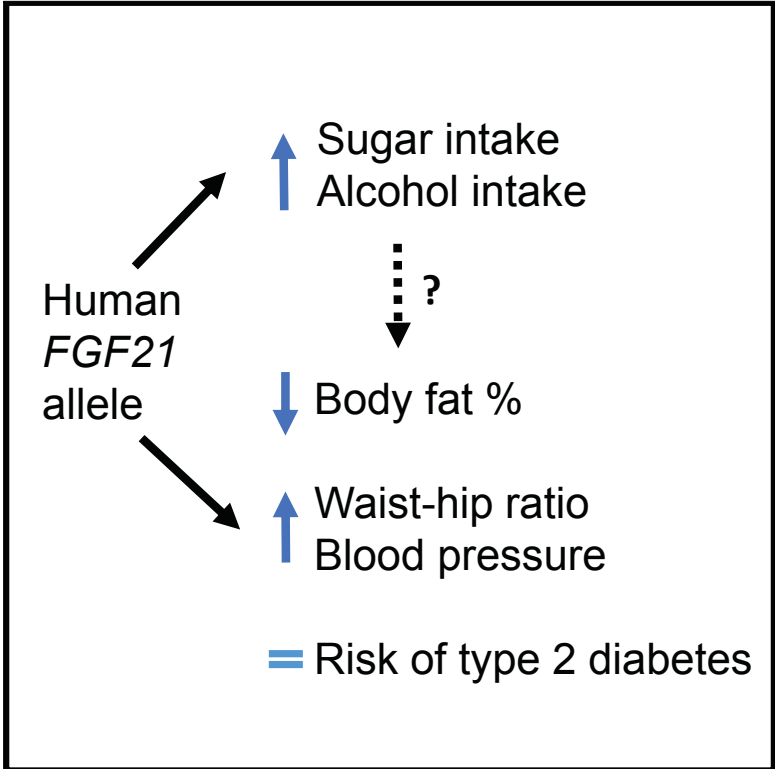 Sugar intake
Alcohol intake
?
Human
FGF21
allele
Body fat %
Waist-hip ratio
Blood pressure
= Risk of type 2 diabetes